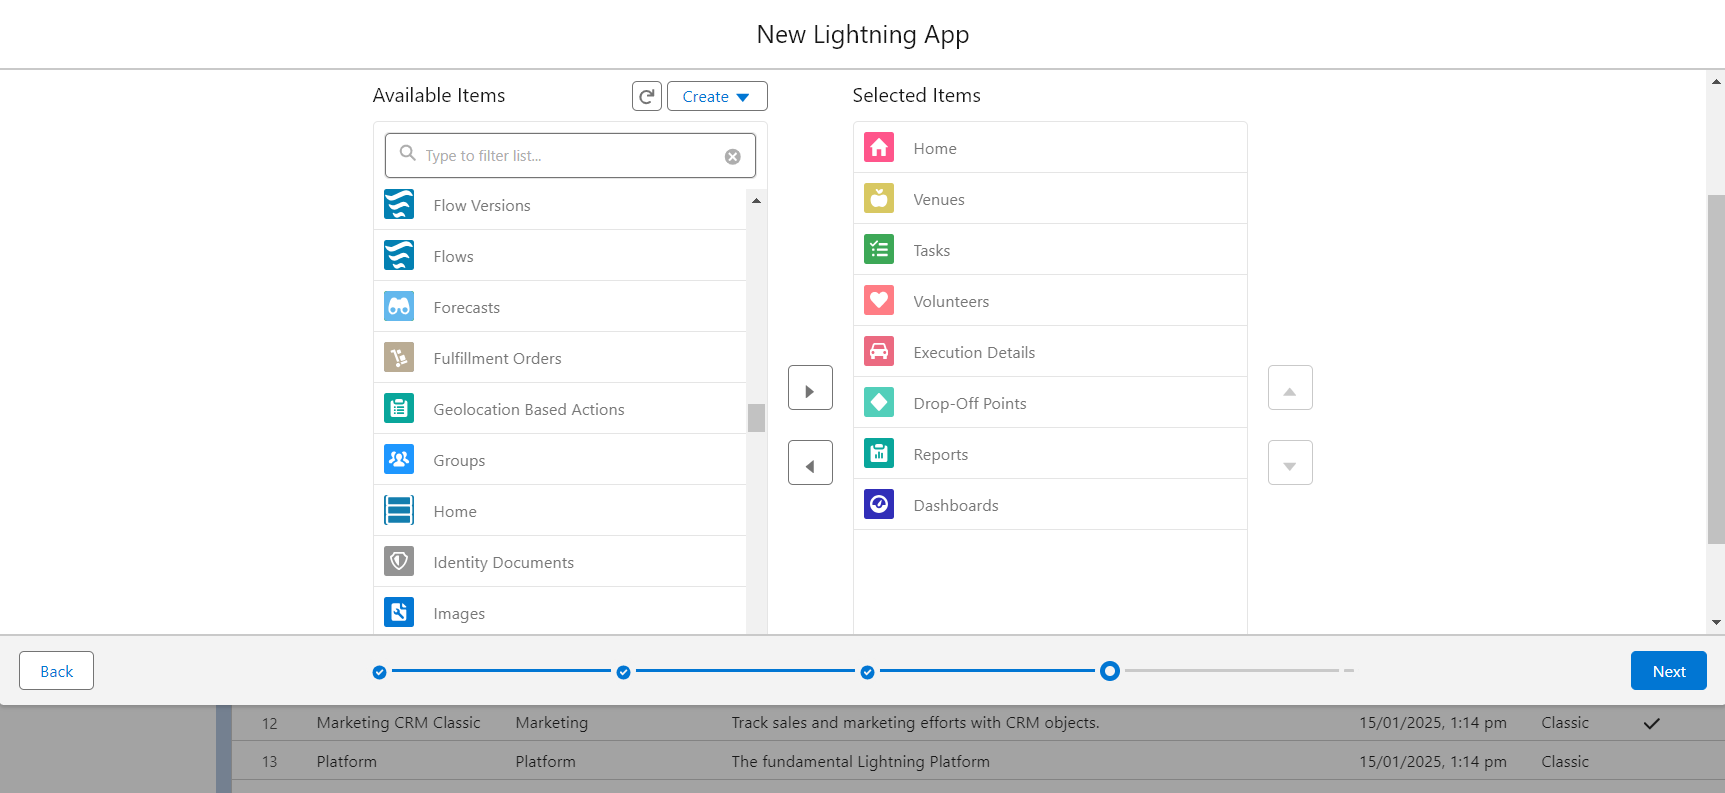 New Lightning App
Available Items
Create
Selected Items
Type to filter list...
Flow Versions
Flows
Forecasts
Fulfillment Orders
Geolocation Based Actions
Groups
Home
Identity Documents
Images
Home
Venues
Tasks
Volunteers
Execution Details
Drop-Off Points
Reports
Dashboards
Back
Next
12 Marketing CRM Classic Marketing Track sales and marketing efforts with CRM objects. 15/01/2025, 1:14 pm Classic
13 Platform Platform The fundamental Lightning Platform 15/01/2025, 1:14 pm Classic